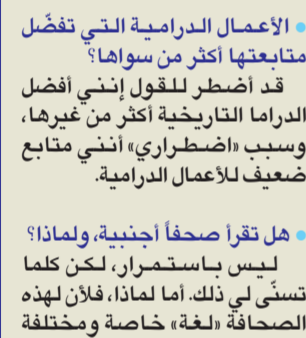 • الأعمال الدرامية التي تفضّل
متابعتها أكثر من سواها؟
قد أضطر للقول إنني أفضل
الدراما التاريخية أكثر من غيرها،
وسبب «اضطراري» أنني متابع
ضعيف للأعمال الدرامية.
• هل تقرأ صحفاً أجنبية، ولماذا؟
ليس باستمرار، لكن كلما
تسنّى لي ذلك. أما لماذا، فلأن لهذه
الصحافة «لغة» خاصة ومختلفة